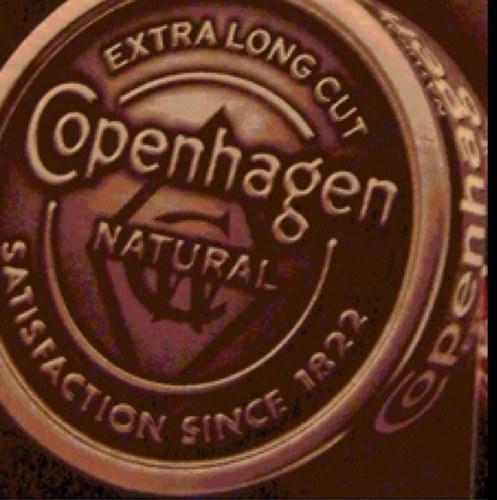 EXTRA LONG CUT
Copenhagen
NATURAL
SATISFACTION SINCE 1822
Copenhagen